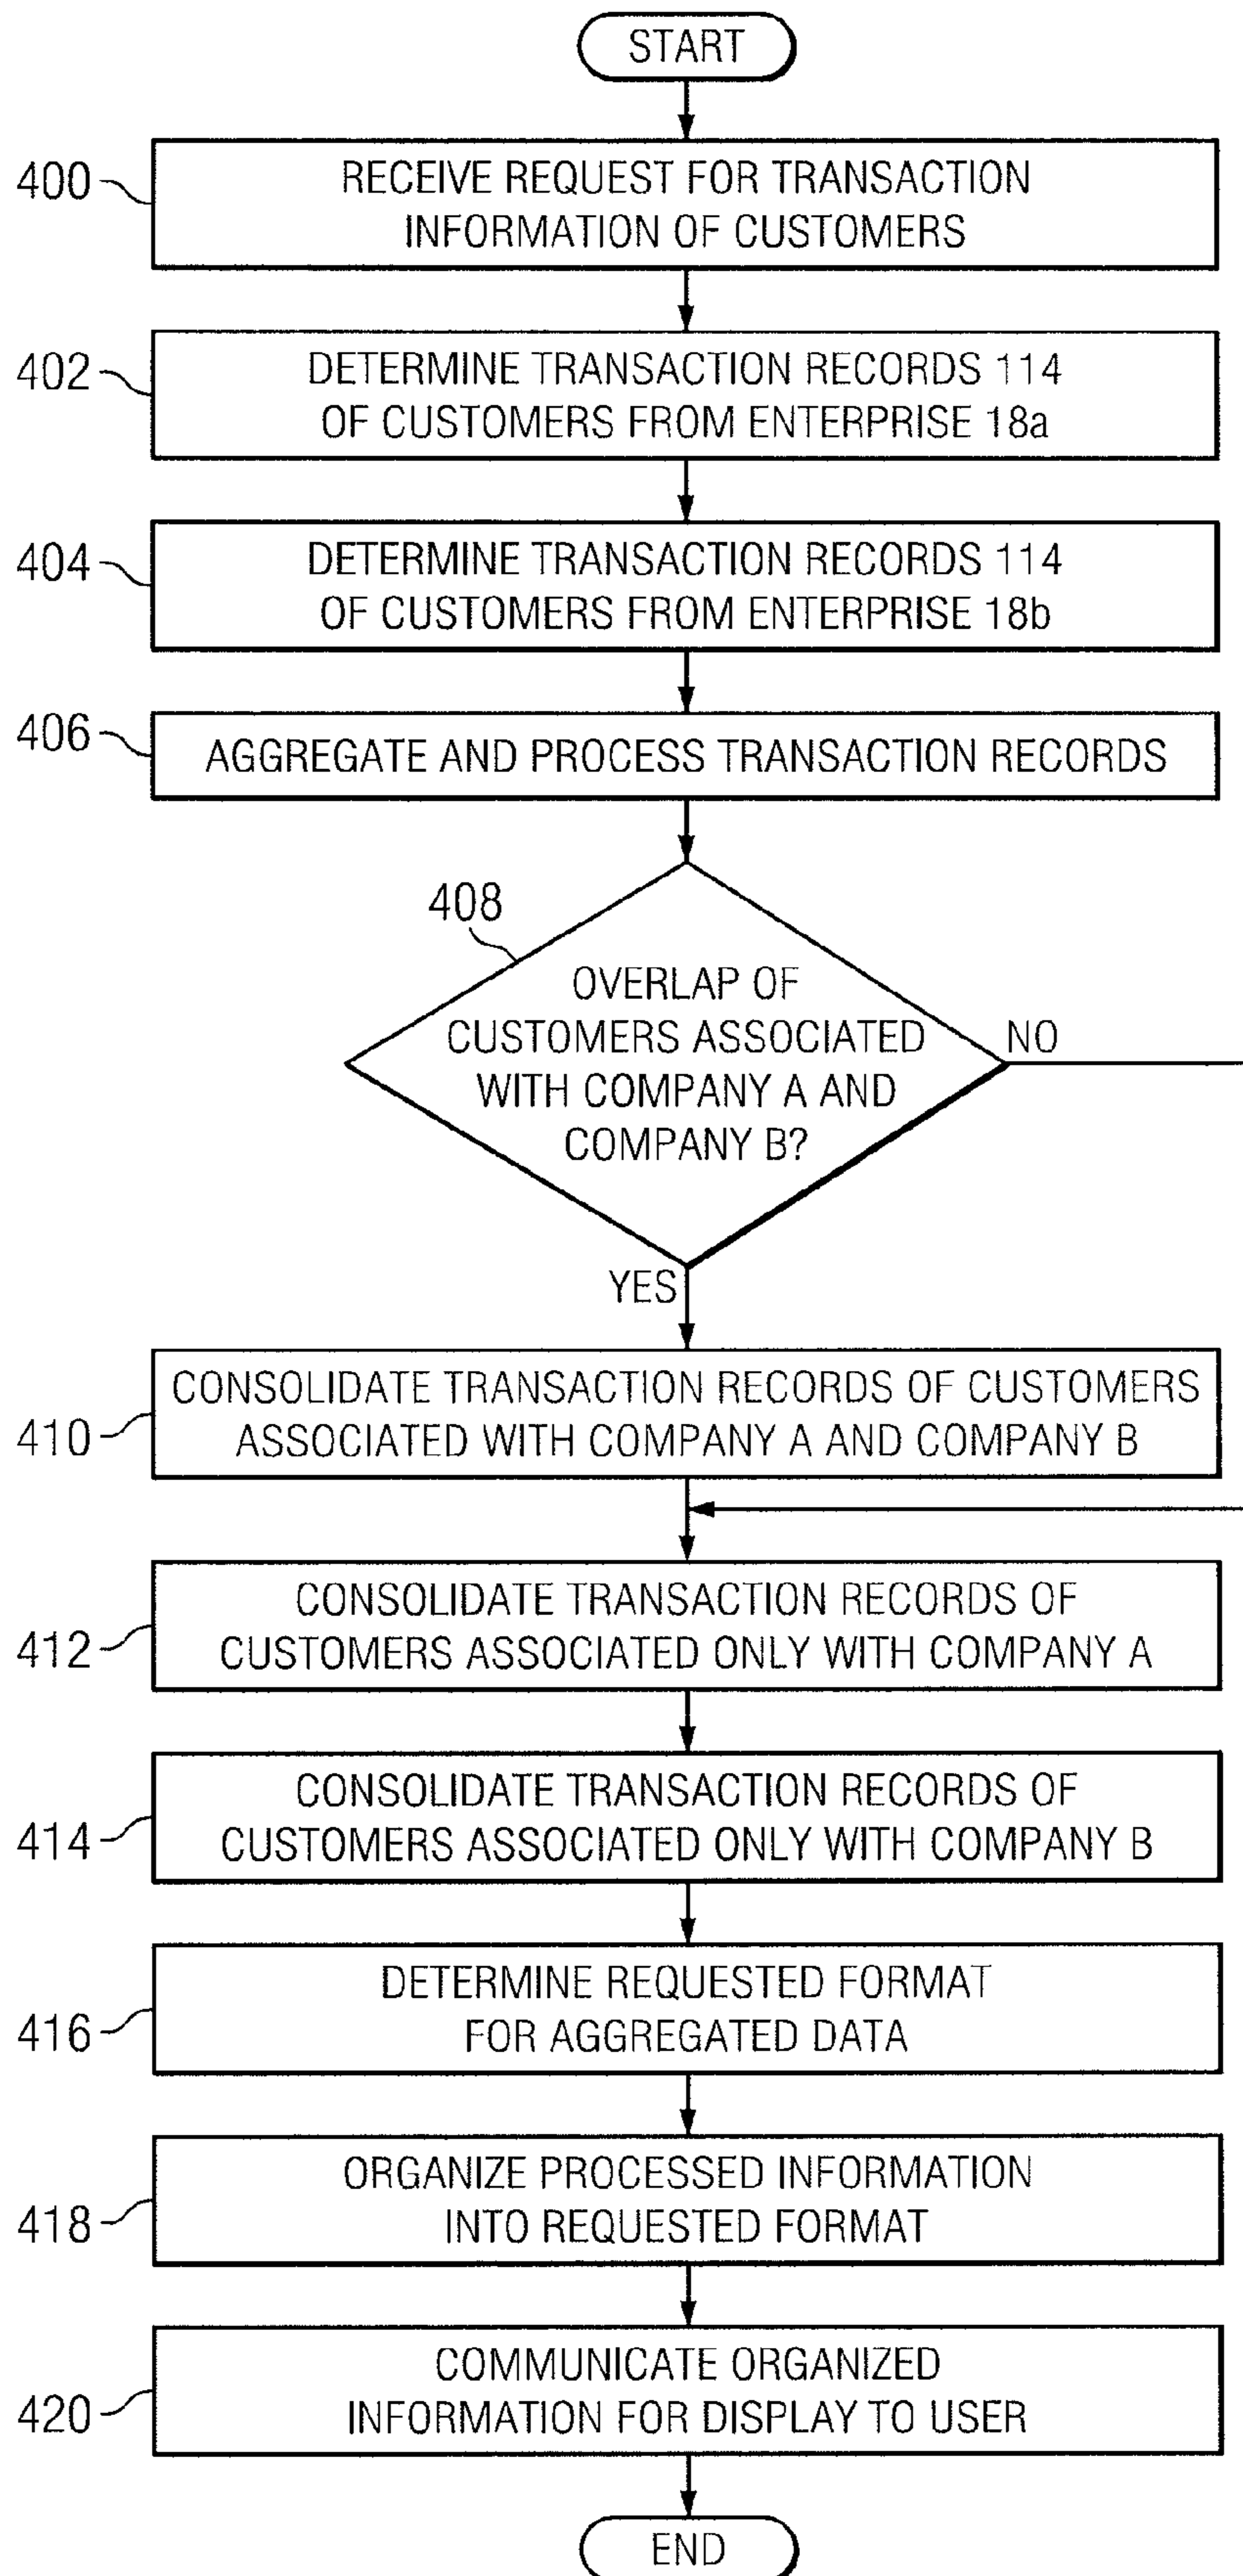 START
400
RECEIVE REQUEST FOR TRANSACTION
INFORMATION OF CUSTOMERS
402
DETERMINE TRANSACTION RECORDS 114
OF CUSTOMERS FROM ENTERPRISE 18a
404
DETERMINE TRANSACTION RECORDS 114
OF CUSTOMERS FROM ENTERPRISE 18b
406
AGGREGATE AND PROCESS TRANSACTION RECORDS
408
OVERLAP OF
CUSTOMERS ASSOCIATED
WITH COMPANY A AND
COMPANY B?
NO
YES
410
CONSOLIDATE TRANSACTION RECORDS OF CUSTOMERS
ASSOCIATED WITH COMPANY A AND COMPANY B
412
CONSOLIDATE TRANSACTION RECORDS OF
CUSTOMERS ASSOCIATED ONLY WITH COMPANY A
414
CONSOLIDATE TRANSACTION RECORDS OF
CUSTOMERS ASSOCIATED ONLY WITH COMPANY B
416
DETERMINE REQUESTED FORMAT
FOR AGGREGATED DATA
418
ORGANIZE PROCESSED INFORMATION
INTO REQUESTED FORMAT
420
COMMUNICATE ORGANIZED
INFORMATION FOR DISPLAY TO USER
END